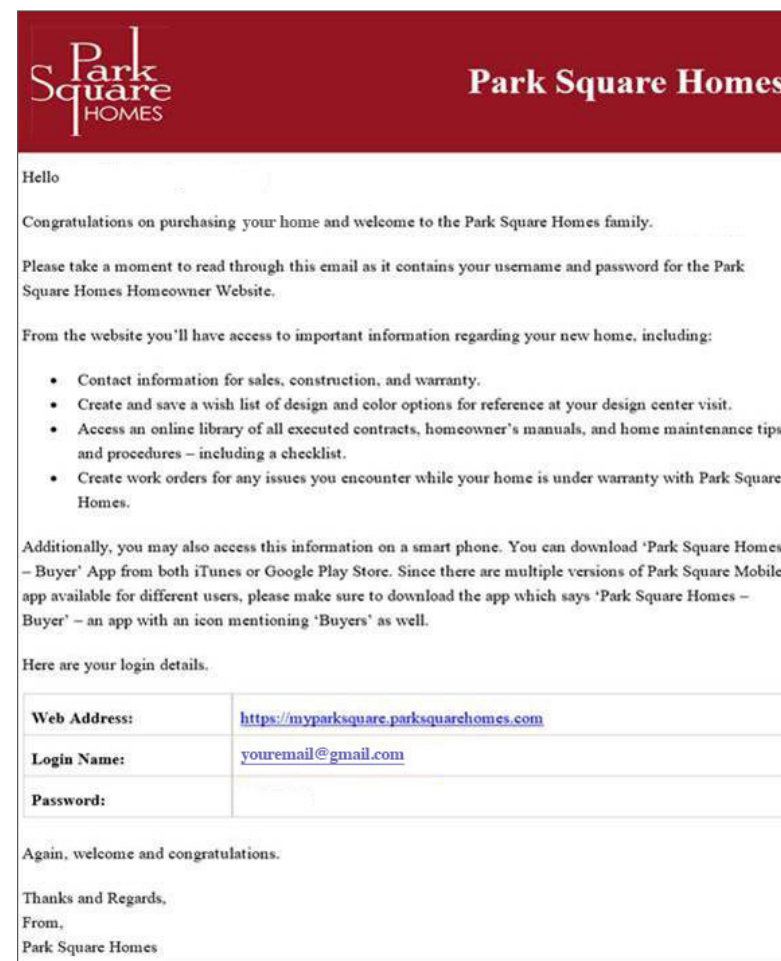 Park
Square
HOMES
Park Square Homes
Hello
Congratulations on purchasing your home and welcome to the Park Square Homes family.
Please take a moment to read through this email as it contains your username and password for the Park
Square Homes Homeowner Website.
From the website you’ll have access to important information regarding your new home, including:
• Contact information for sales, construction, and warranty.
• Create and save a wish list of design and color options for reference at your design center visit.
• Access an online library of all executed contracts, homeowner’s manuals, and home maintenance tips
and procedures – including a checklist.
• Create work orders for any issues you encounter while your home is under warranty with Park Square
Homes.
Additionally, you may also access this information on a smart phone. You can download ‘Park Square Homes
– Buyer’ App from both iTunes or Google Play Store. Since there are multiple versions of Park Square Mobile
app available for different users, please make sure to download the app which says ‘Park Square Homes –
Buyer’ – an app with an icon mentioning ‘Buyers’ as well.
Here are your login details.
Web Address: https://myparksquare.parksquarehomes.com
Login Name: youremail@gmail.com
Password:
Again, welcome and congratulations.
Thanks and Regards,
From,
Park Square Homes